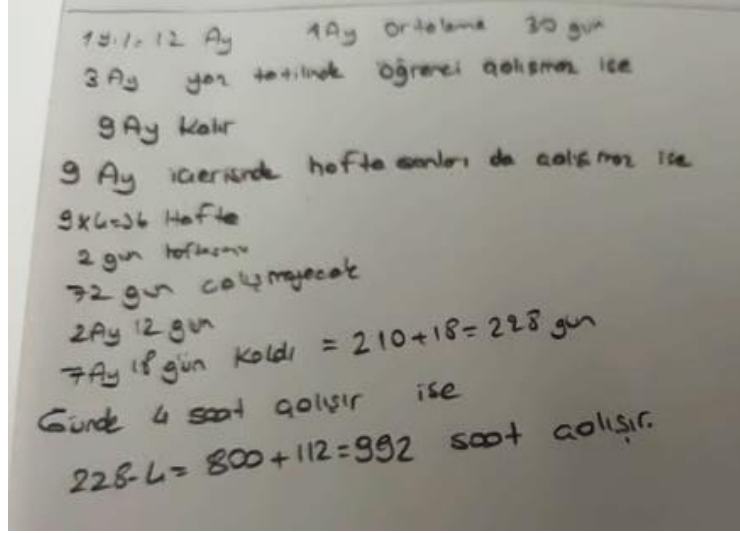 1 yıl = 12 Ay 1 Ay ortalama 30 gün
3 Ay yaz tatilinde öğrenci çalışmaz ise
9 Ay kalır
9 Ay içerisinde hafta sonları da çalışmaz ise
9x4=36 Hafta
2 gün haftasonu
72 gün çalışmayacak
2 Ay 12 gün
7 Ay 18 gün kaldı = 210+18=228 gün
Günde 4 saat çalışır ise
228·4= 800+112=992 saat çalışır.